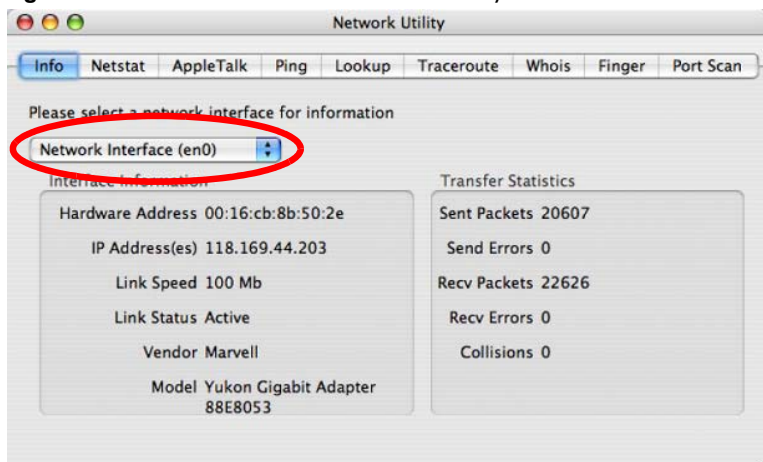 Network Utility
Info Netstat AppleTalk Ping Lookup Traceroute Whois Finger Port Scan
Please select a network interface for information
Network Interface (en0)
Interface Information
Hardware Address 00:16:cb:8b:50:2e
IP Address(es) 118.169.44.203
Link Speed 100 Mb
Link Status Active
Vendor Marvell
Model Yukon Gigabit Adapter
88E8053
Transfer Statistics
Sent Packets 20607
Send Errors 0
Recv Packets 22626
Recv Errors 0
Collisions 0